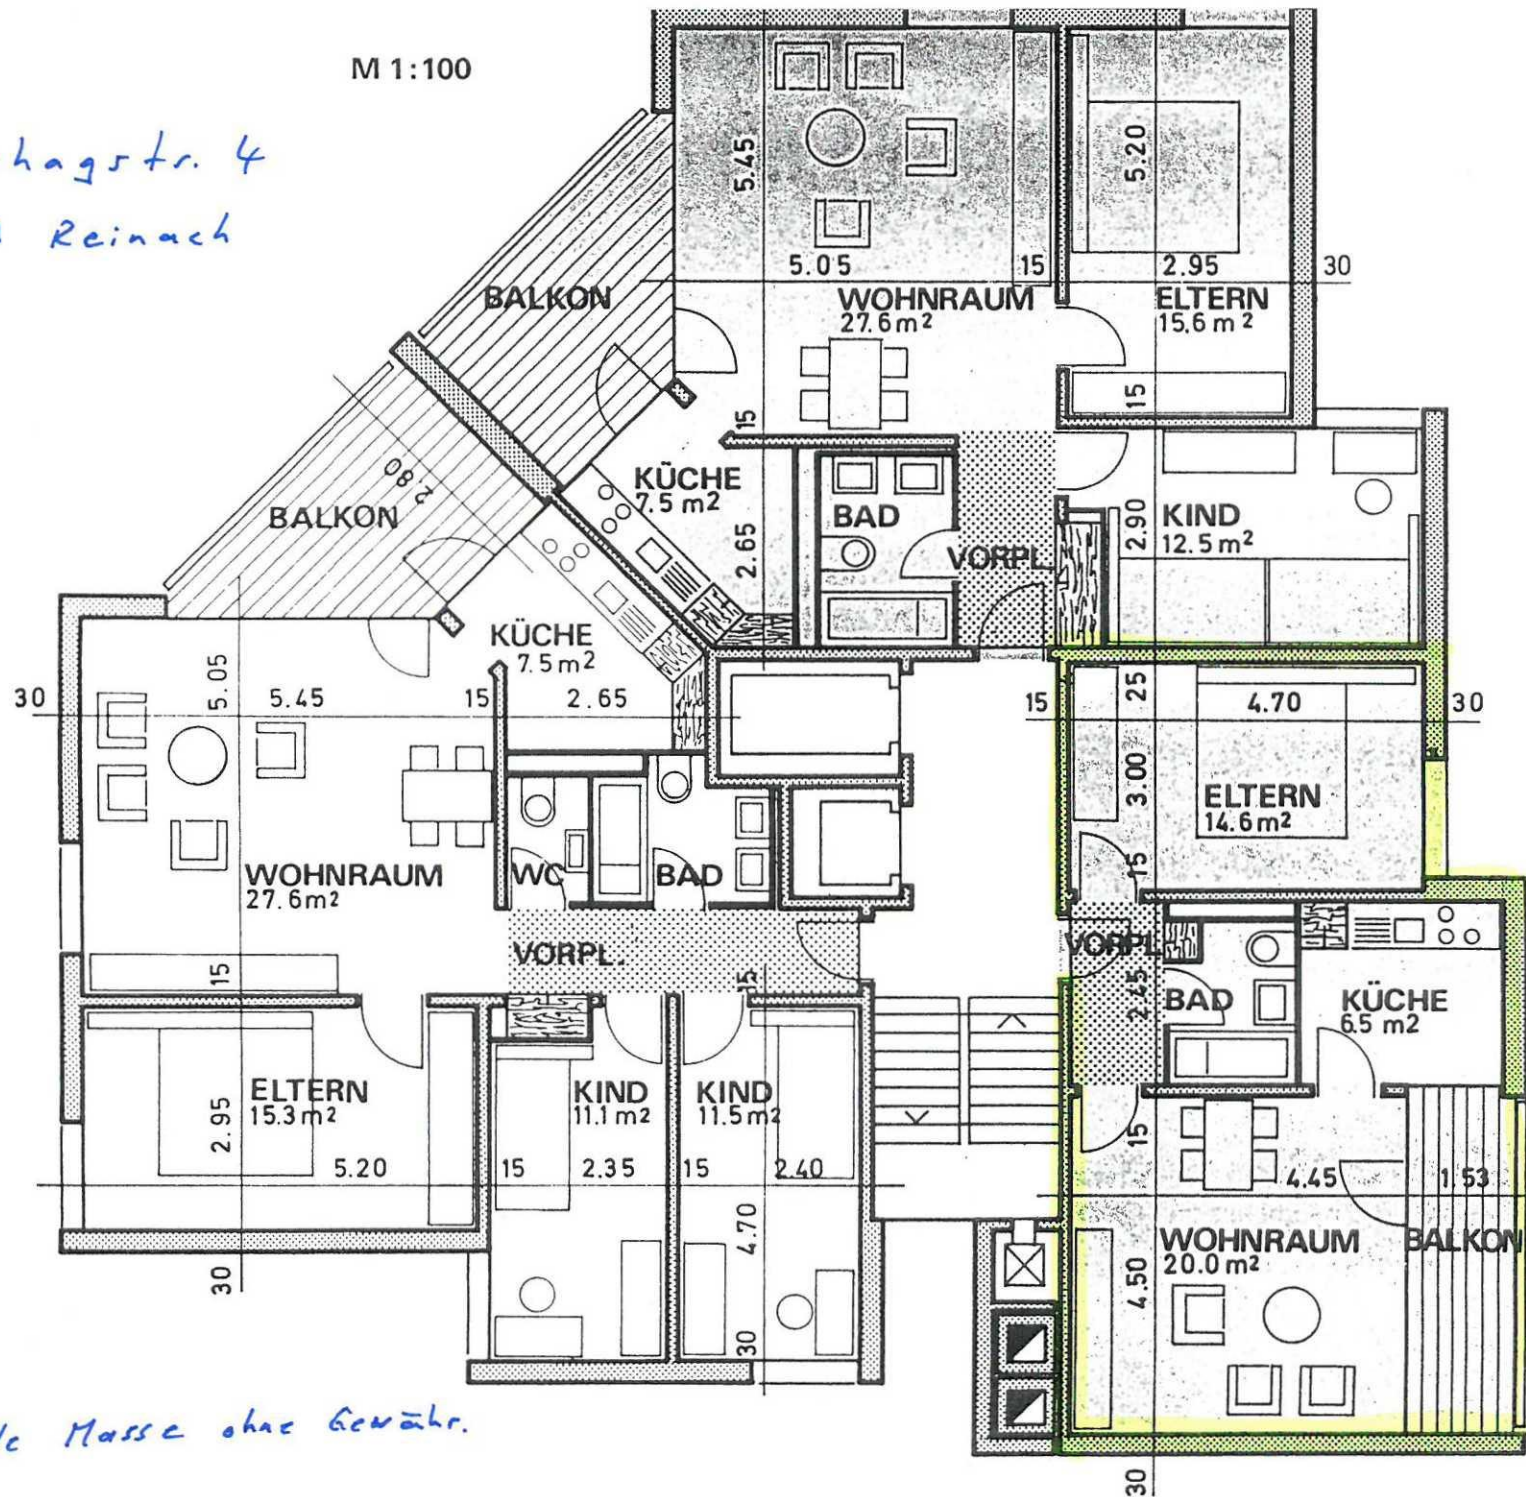 M 1:100
hagstr. 4
Reinach
5.45
5.05
15
WOHNRAUM
27.6 m²
5.20
2.95
30
ELTERN
15.6 m²
15
BALKON
15
KÜCHE
7.5 m²
2.65
BAD
VORPL.
2.90
KIND
12.5 m²
BALKON
2.80
KÜCHE
7.5 m²
30
5.05
5.45
15
2.65
WOHNRAUM
27.6 m²
15
WC
BAD
VORPL.
15
ELTERN
15.3 m²
2.95
5.20
30
KIND
11.1 m²
15
2.35
KIND
11.5 m²
15
2.40
4.70
30
15
25
4.70
30
3.00
ELTERN
14.6 m²
15
VORPL.
2.45
BAD
KÜCHE
6.5 m2
15
4.45
1.53
WOHNRAUM
20.0 m²
BALKON
4.50
30
Masse ohne Gewähr.